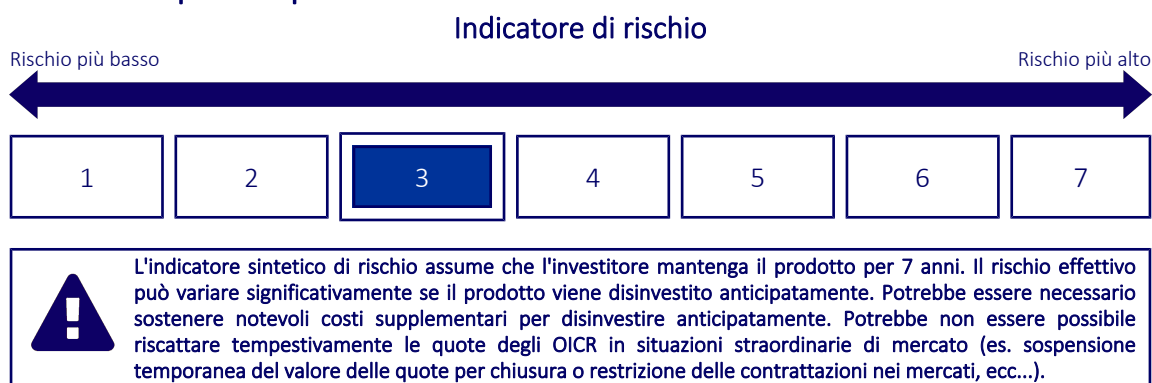 Indicatore di rischio
Rischio più basso
Rischio più alto
1
2
3
4
5
6
7
L'indicatore sintetico di rischio assume che l'investitore mantenga il prodotto per 7 anni. Il rischio effettivo
può variare significativamente se il prodotto viene disinvestito anticipatamente. Potrebbe essere necessario
sostenere notevoli costi supplementari per disinvestire anticipatamente. Potrebbe non essere possibile
riscattare tempestivamente le quote degli OICR in situazioni straordinarie di mercato (es. sospensione
temporanea del valore delle quote per chiusura o restrizione delle contrattazioni nei mercati, ecc...).